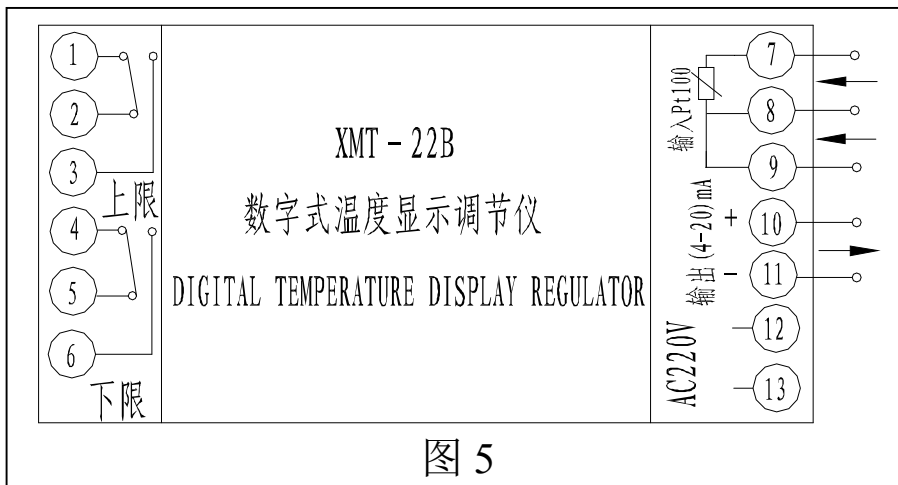 1
2
3
上限
4
5
6
下限
XMT-22B
数字式温度显示调节仪
DIGITAL TEMPERATURE DISPLAY REGULATOR
输入Pt100
7
8
9
输出(4-20)mA
+
10
-
11
AC220V
12
13
图 5